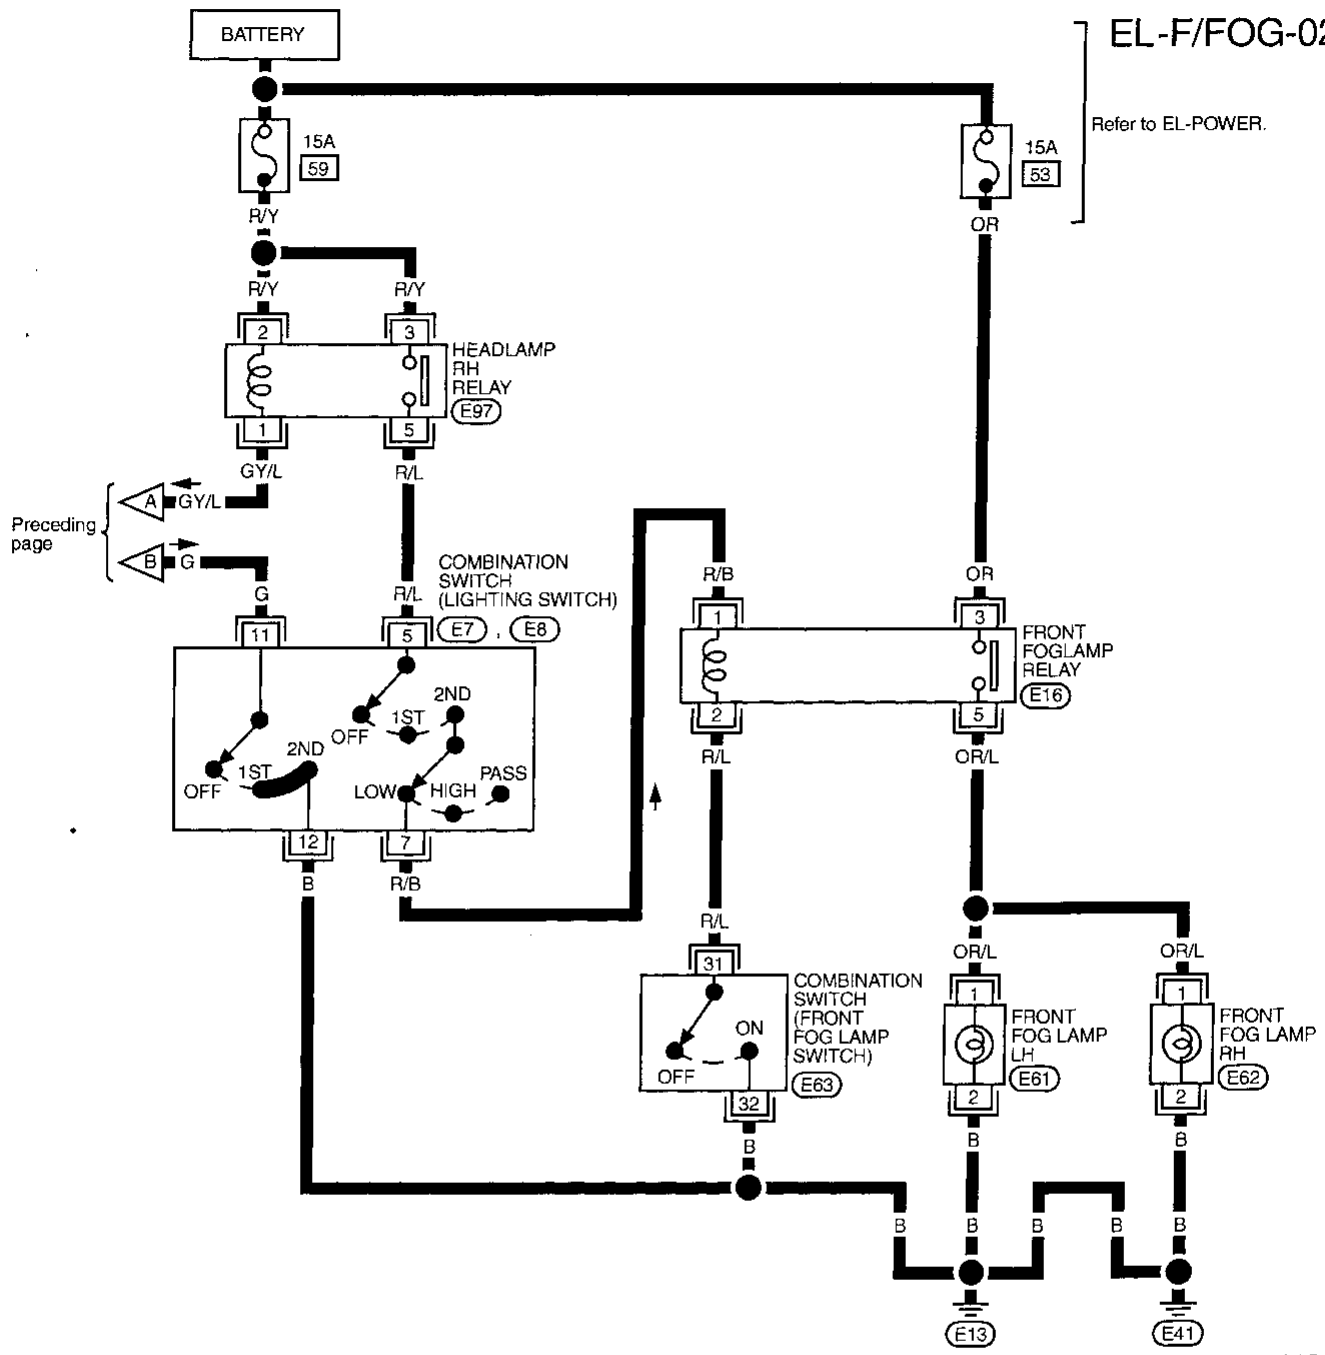 BATTERY
EL-F/FOG-02
Refer to EL-POWER.
15A
59
15A
53
R/Y
OR
R/Y
R/Y
2
3
HEADLAMP
RH
RELAY
E97
1
5
GY/L
R/L
A
GY/L
Preceding
page
B
G
COMBINATION
SWITCH
(LIGHTING SWITCH)
E7 , E8
G
R/L
R/B
OR
11
5
1
3
FRONT
FOGLAMP
RELAY
E16
2
5
R/L
OR/L
OFF
1ST
2ND
OFF
1ST
2ND
LOW
HIGH
PASS
12
7
B
R/B
R/L
OR/L
OR/L
31
COMBINATION
SWITCH
(FRONT
FOG LAMP
SWITCH)
E63
OFF
ON
32
1
FRONT
FOG LAMP
LH
E61
2
1
FRONT
FOG LAMP
RH
E62
2
B
B
B
B
B
B
B
B
E13
E41